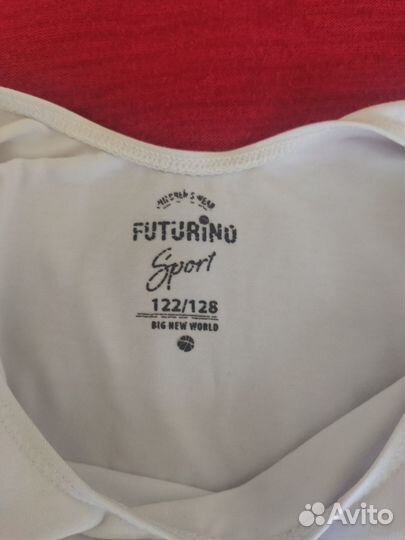 CHILDREN'S WEAR
FUTURINO
Sport
122/128
BIG NEW WORLD
Avito